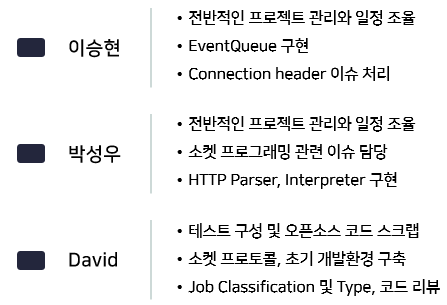 이승현
• 전반적인 프로젝트 관리와 일정 조율
• EventQueue 구현
• Connection header 이슈 처리
박성우
• 전반적인 프로젝트 관리와 일정 조율
• 소켓 프로그래밍 관련 이슈 담당
• HTTP Parser, Interpreter 구현
David
• 테스트 구성 및 오픈소스 코드 스크랩
• 소켓 프로토콜, 초기 개발환경 구축
• Job Classification 및 Type, 코드 리뷰